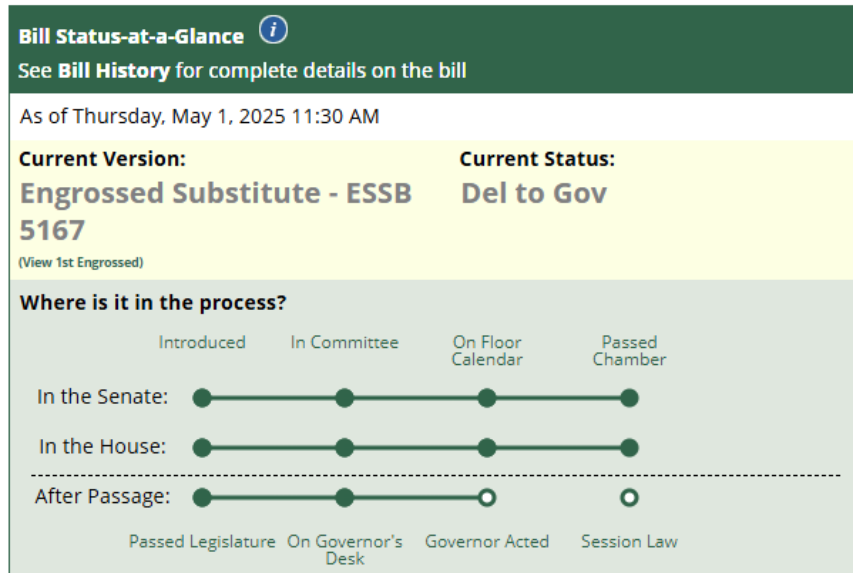 Bill Status-at-a-Glance i
See Bill History for complete details on the bill
As of Thursday, May 1, 2025 11:30 AM
Current Version:
Engrossed Substitute - ESSB
5167
(View 1st Engrossed)
Current Status:
Del to Gov
Where is it in the process?
Introduced In Committee On Floor Calendar Passed Chamber
In the Senate:
In the House:
After Passage:
Passed Legislature On Governor's Desk Governor Acted Session Law